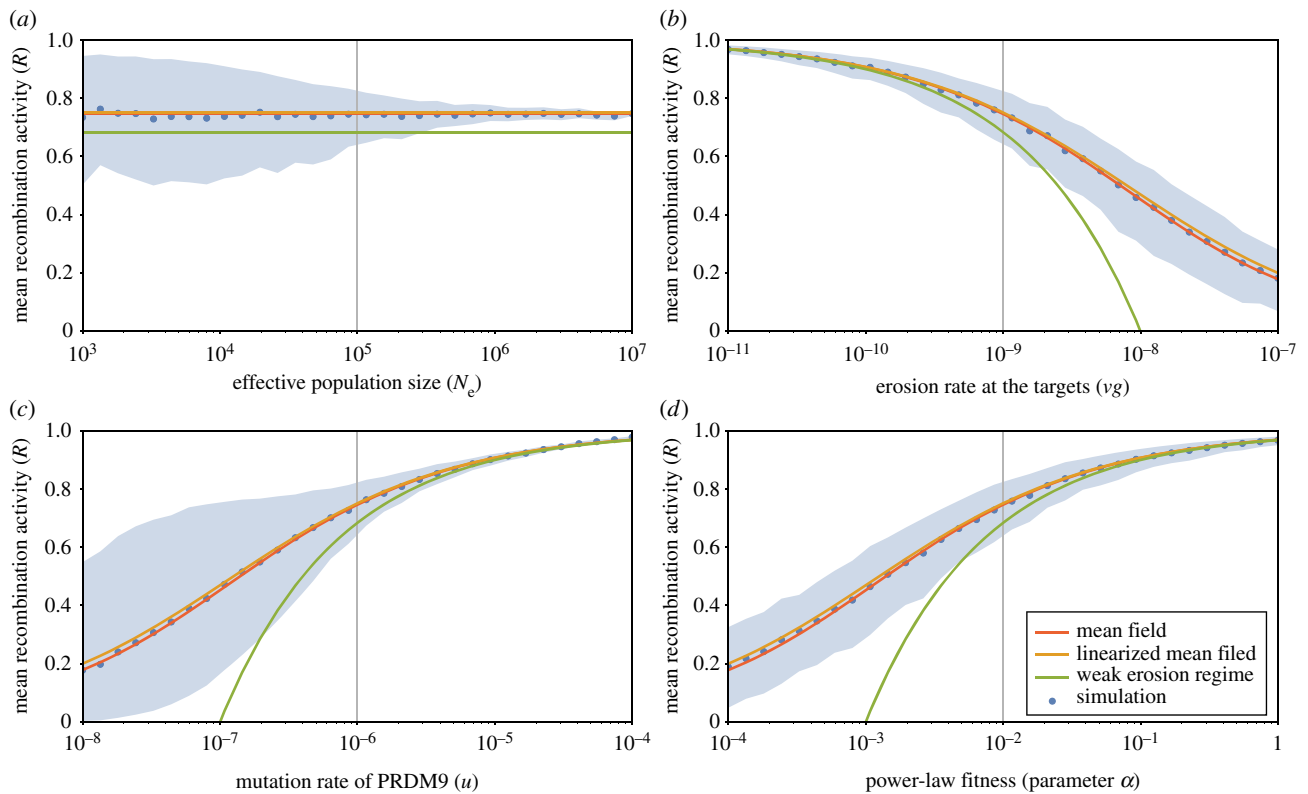 (a)
mean recombination activity (R)
1.0
0.8
0.6
0.4
0.2
0
10³ 10⁴ 10⁵ 10⁶ 10⁷
effective population size (Nₑ)
(b)
mean recombination activity (R)
1.0
0.8
0.6
0.4
0.2
0
10⁻¹¹ 10⁻¹⁰ 10⁻⁹ 10⁻⁸ 10⁻⁷
erosion rate at the targets (vg)
(c)
mean recombination activity (R)
1.0
0.8
0.6
0.4
0.2
0
10⁻⁸ 10⁻⁷ 10⁻⁶ 10⁻⁵ 10⁻⁴
mutation rate of PRDM9 (u)
(d)
mean recombination activity (R)
1.0
0.8
0.6
0.4
0.2
0
10⁻⁴ 10⁻³ 10⁻² 10⁻¹ 1
power-law fitness (parameter α)
mean field
linearized mean filed
weak erosion regime
simulation